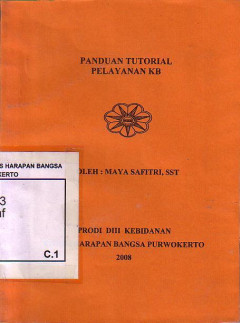 PANDUAN TUTORIAL
PELAYANAN KB
S HARAPAN BANGSA
KERTO
3
af
C.1
OLEH : MAYA SAFITRI, SST
PRODI DIII KEBIDANAN
HARAPAN BANGSA PURWOKERTO
2008